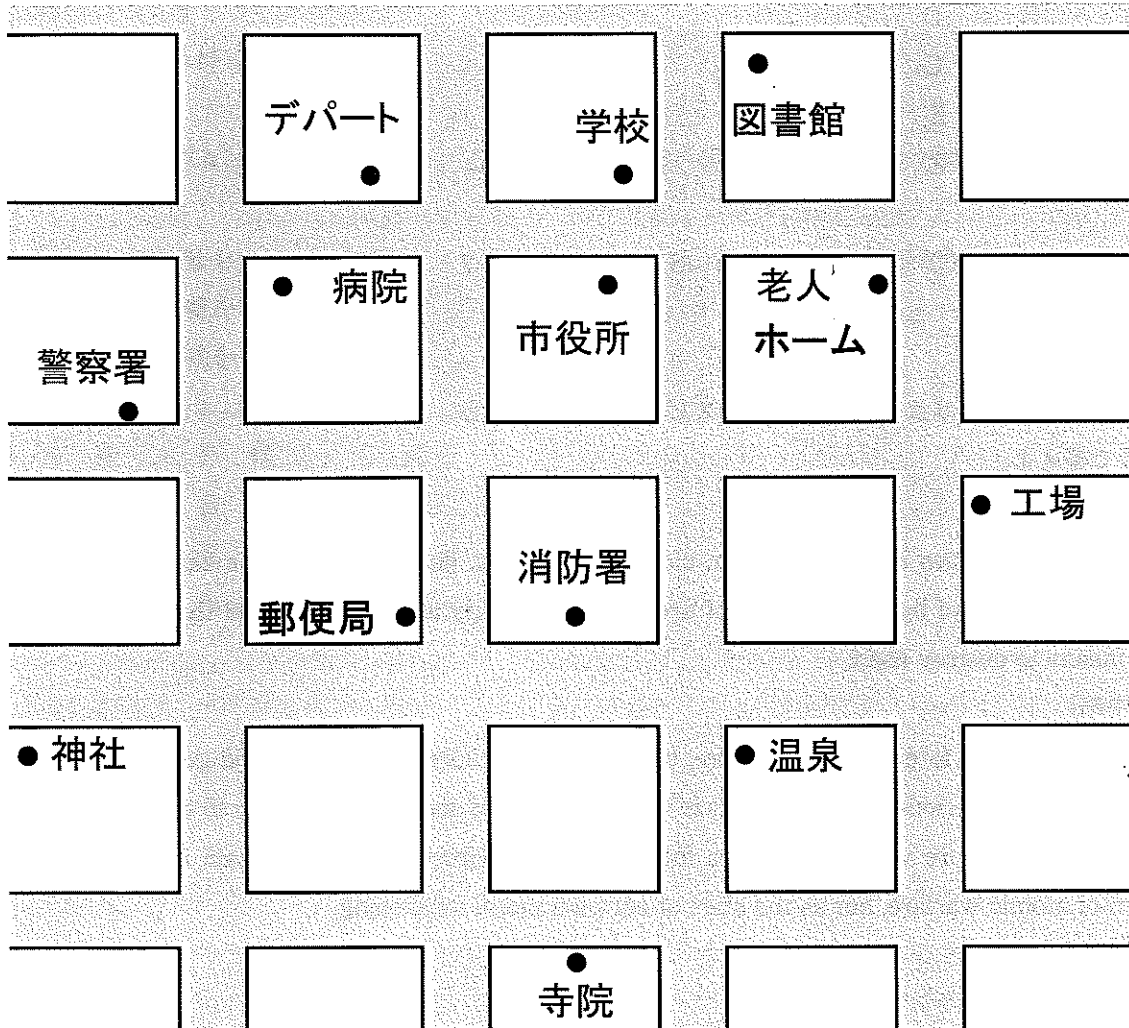 デパート
学校
図書館
病院
市役所
老人
ホーム
警察署
工場
消防署
郵便局
神社
温泉
寺院